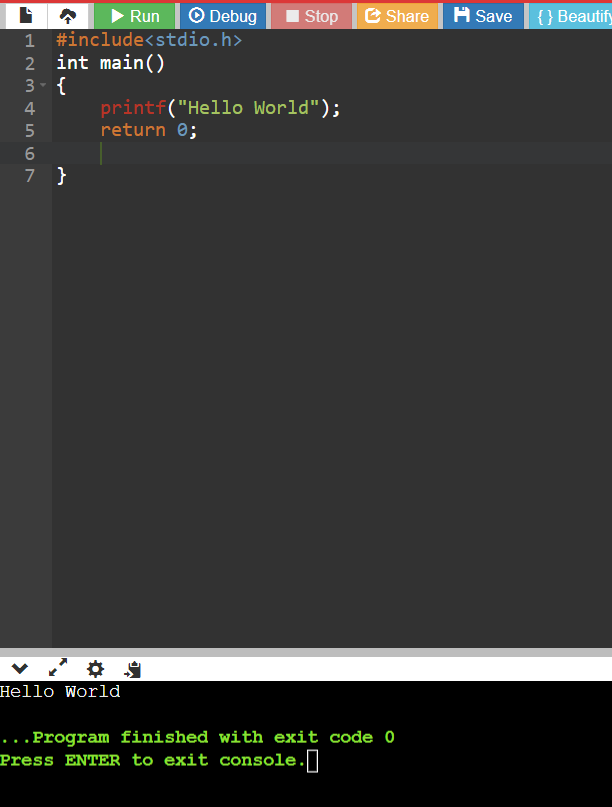 Run Debug Stop Share Save { } Beautify
1 #include<stdio.h>
2 int main()
3 {
4     printf("Hello World");
5     return 0;
6
7 }
Hello World
...Program finished with exit code 0
Press ENTER to exit console.